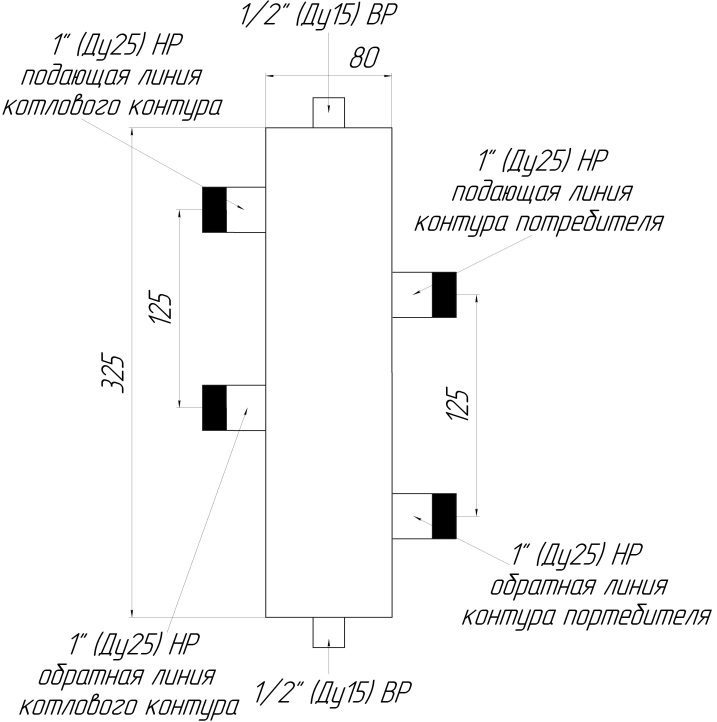 1/2" (Ду15) ВР
1" (Ду25) НР
подающая линия
котлового контура
80
1" (Ду25) НР
подающая линия
контура потребителя
125
325
125
1" (Ду25) НР
обратная линия
контура портебителя
1" (Ду25) НР
обратная линия
котлового контура
1/2" (Ду15) ВР